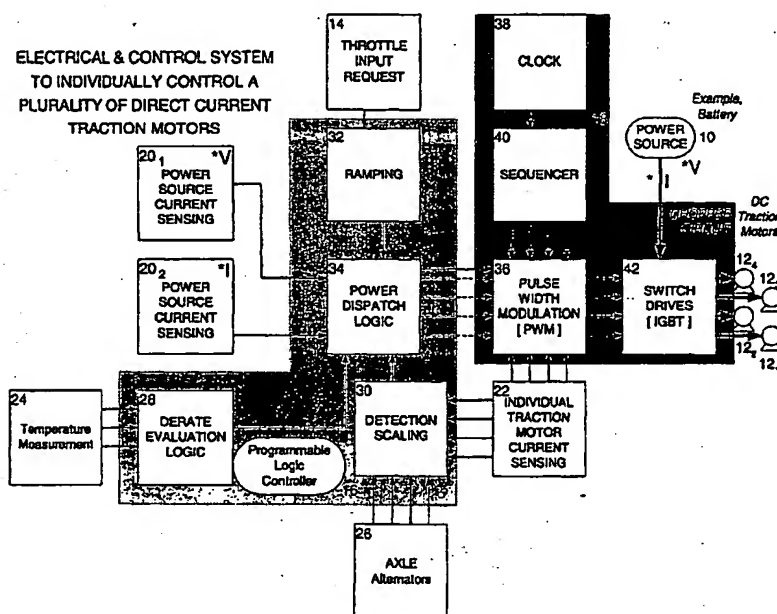 ELECTRICAL & CONTROL SYSTEM
TO INDIVIDUALLY CONTROL A
PLURALITY OF DIRECT CURRENT
TRACTION MOTORS
14
THROTTLE
INPUT
REQUEST
38
CLOCK
Example,
Battery
POWER
SOURCE
10
*V
* I
20₁ *V
POWER
SOURCE
CURRENT
SENSING
32
RAMPING
40
SEQUENCER
DC
Traction
Motors
20₂ *I
POWER
SOURCE
CURRENT
SENSING
34
POWER
DISPATCH
LOGIC
36
PULSE
WIDTH
MODULATION
[ PWM ]
42
SWITCH
DRIVES
[ IGBT ]
12₄
24
Temperature
Measurement
28
DERATE
EVALUATION
LOGIC
Programmable
Logic
Controller
30
DETECTION
SCALING
22
INDIVIDUAL
TRACTION
MOTOR
CURRENT
SENSING
26
AXLE
Alternators